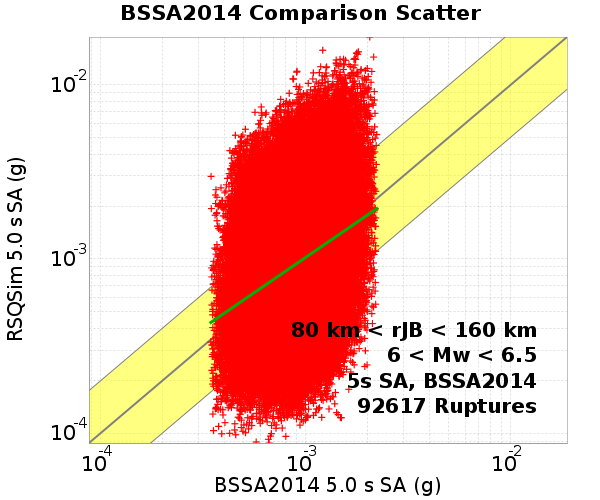 BSSA2014 Comparison Scatter
RSQSim 5.0 s SA (g)
10-2
10-3
10-4
80 km < rJB < 160 km
6 < Mw < 6.5
5s SA, BSSA2014
92617 Ruptures
10-4 10-3 10-2
BSSA2014 5.0 s SA (g)